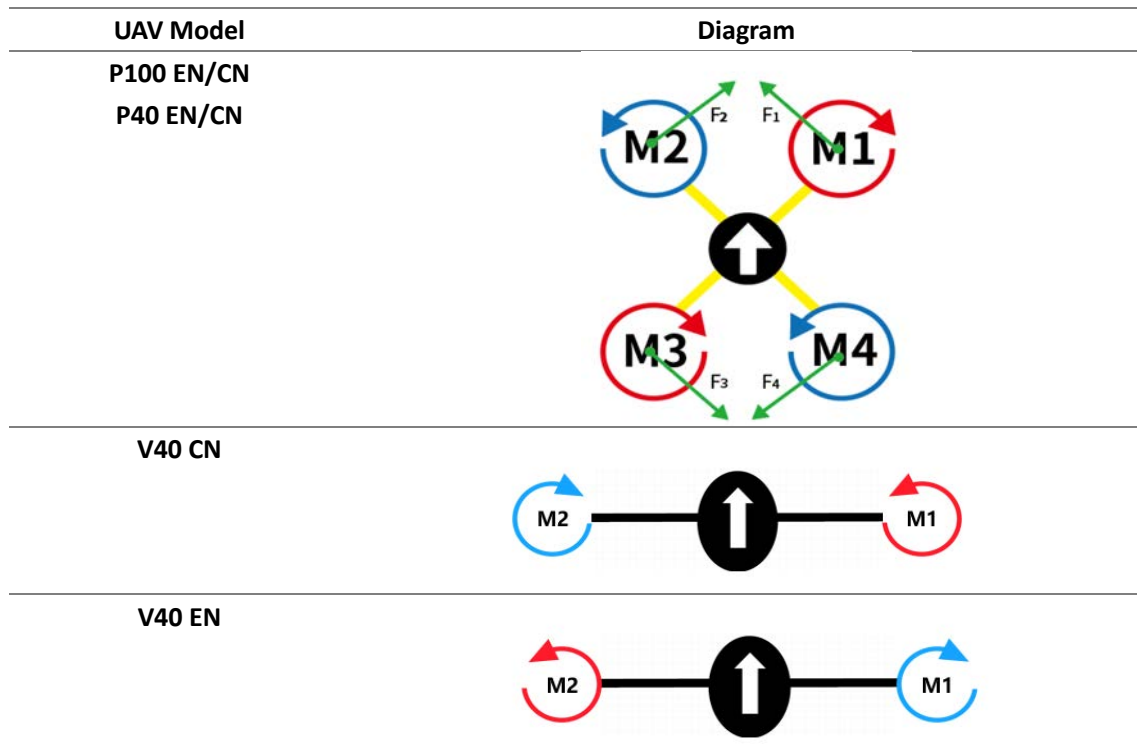 UAV Model Diagram
P100 EN/CN
P40 EN/CN
F₂ F₁
M2 M1
M3 M4
F₃ F₄
V40 CN
M2 M1
V40 EN
M2 M1